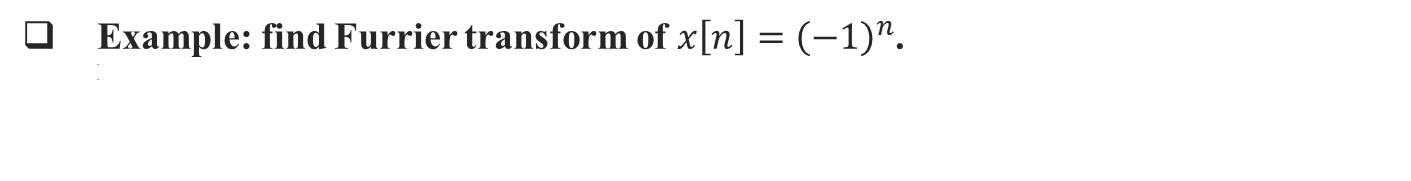 ❑ Example: find Furrier transform of x[n] = (−1)ⁿ.